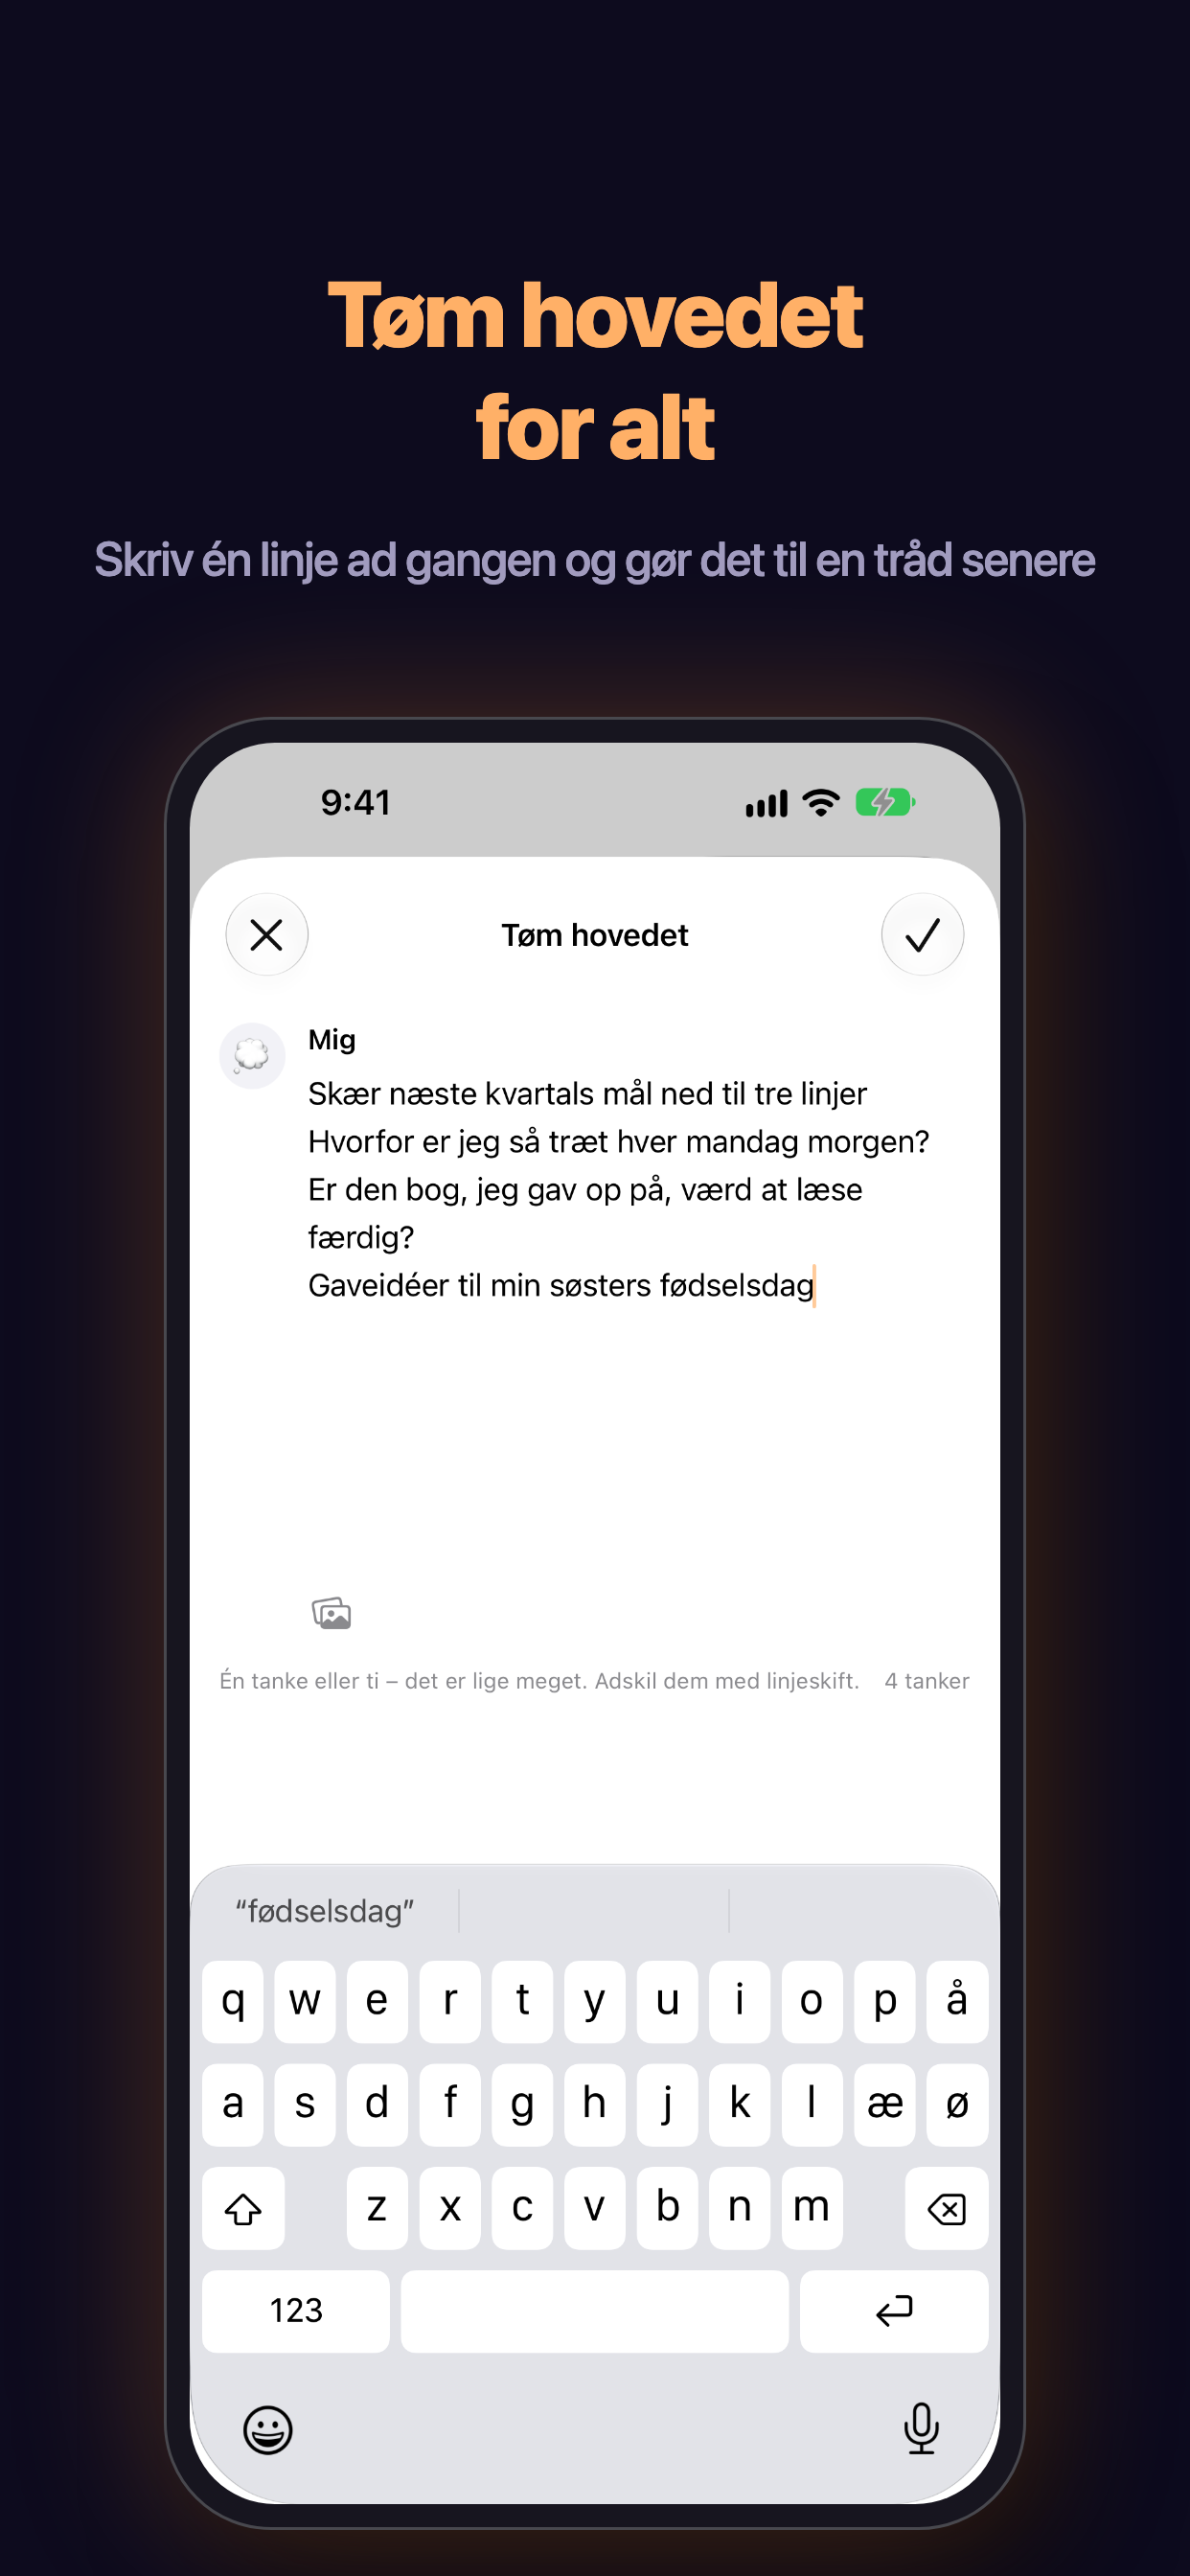 Tøm hovedet
for alt
Skriv én linje ad gangen og gør det til en tråd senere
9:41
Tøm hovedet
Mig
Skær næste kvartals mål ned til tre linjer
Hvorfor er jeg så træt hver mandag morgen?
Er den bog, jeg gav op på, værd at læse
færdig?
Gaveidéer til min søsters fødselsdag
Én tanke eller ti – det er lige meget. Adskil dem med linjeskift. 4 tanker
“fødselsdag”
q w e r t y u i o p å
a s d f g h j k l æ ø
z x c v b n m
123